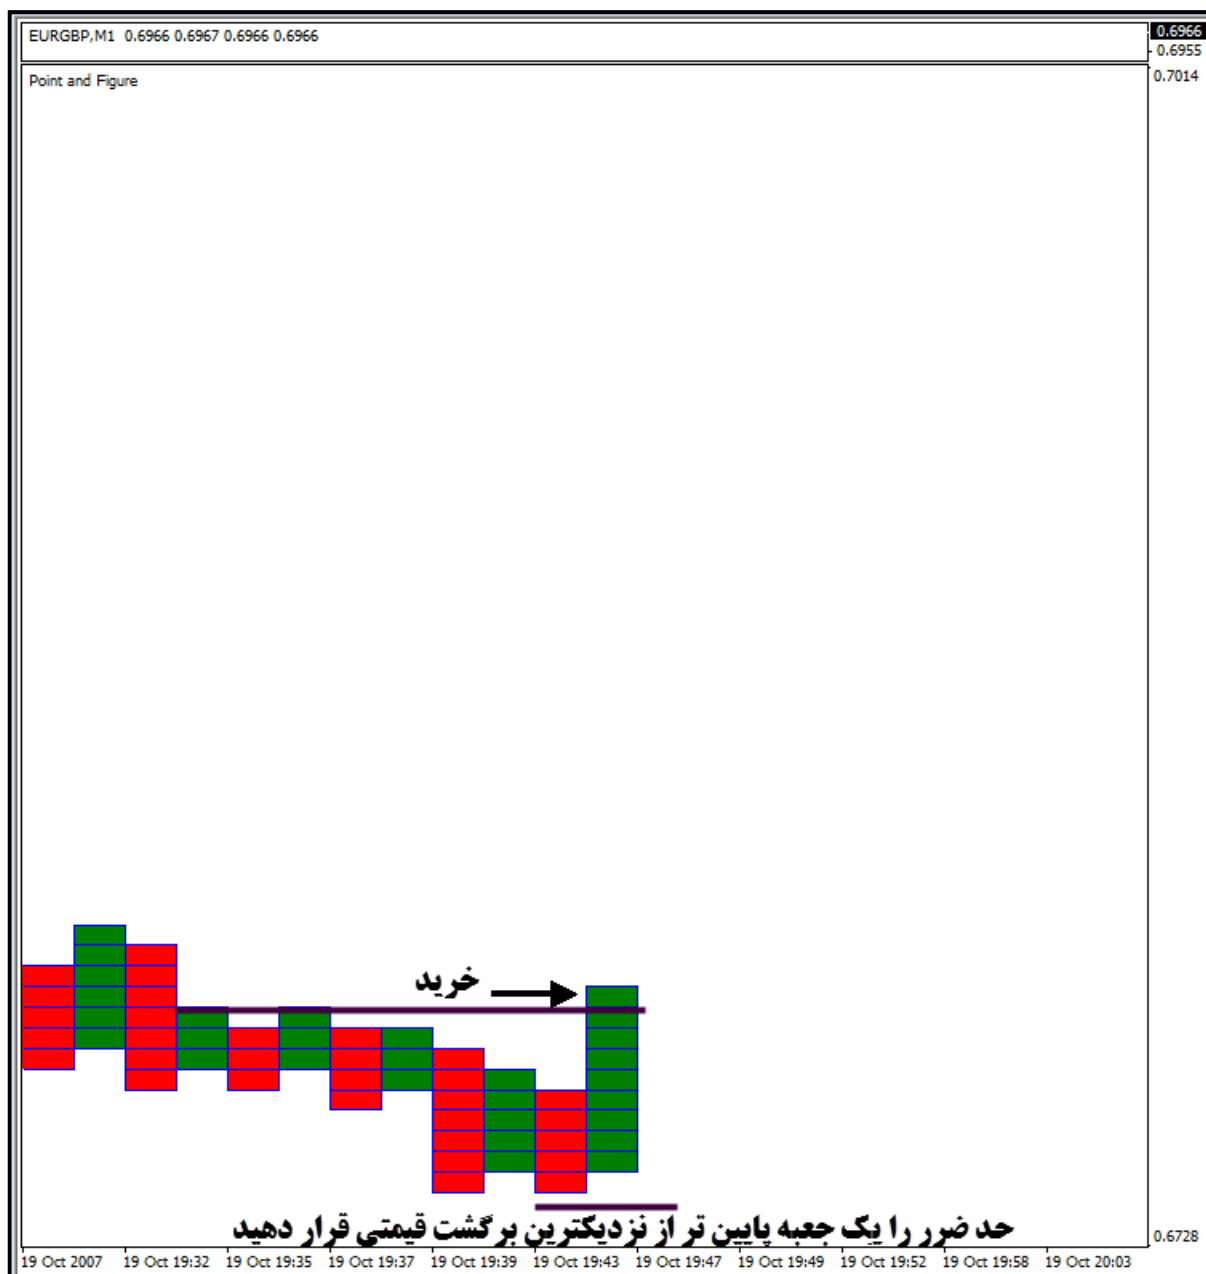 EURGBP,M1 0.6966 0.6967 0.6966 0.6966
0.6966
0.6955
Point and Figure
0.7014
خرید
حد ضرر را یک جعبه پایین تر از نزدیکترین برگشت قیمتی قرار دهید
0.6728
19 Oct 2007 19 Oct 19:32 19 Oct 19:35 19 Oct 19:37 19 Oct 19:39 19 Oct 19:43 19 Oct 19:47 19 Oct 19:49 19 Oct 19:52 19 Oct 19:58 19 Oct 20:03